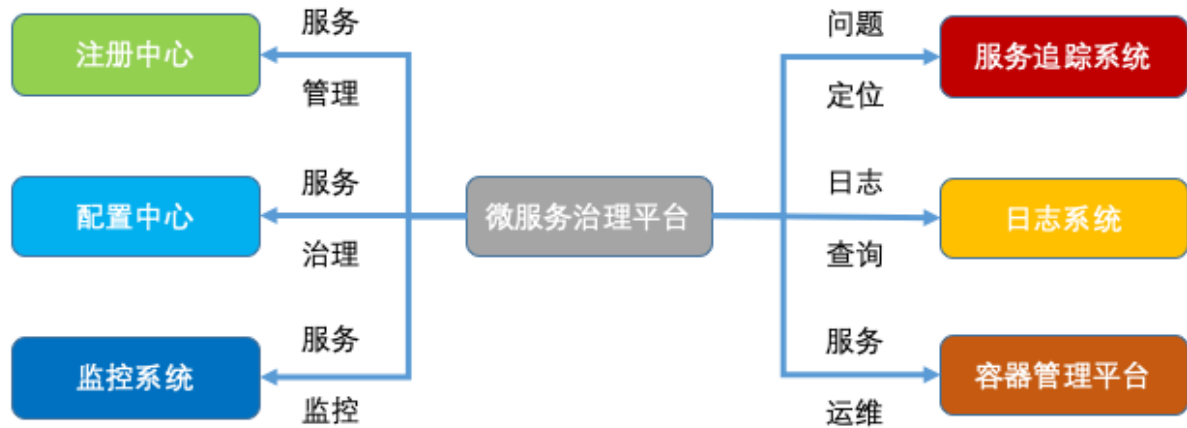 注册中心
服务
管理
配置中心
服务
治理
监控系统
服务
监控
微服务治理平台
问题
定位
服务追踪系统
日志
查询
日志系统
服务
运维
容器管理平台